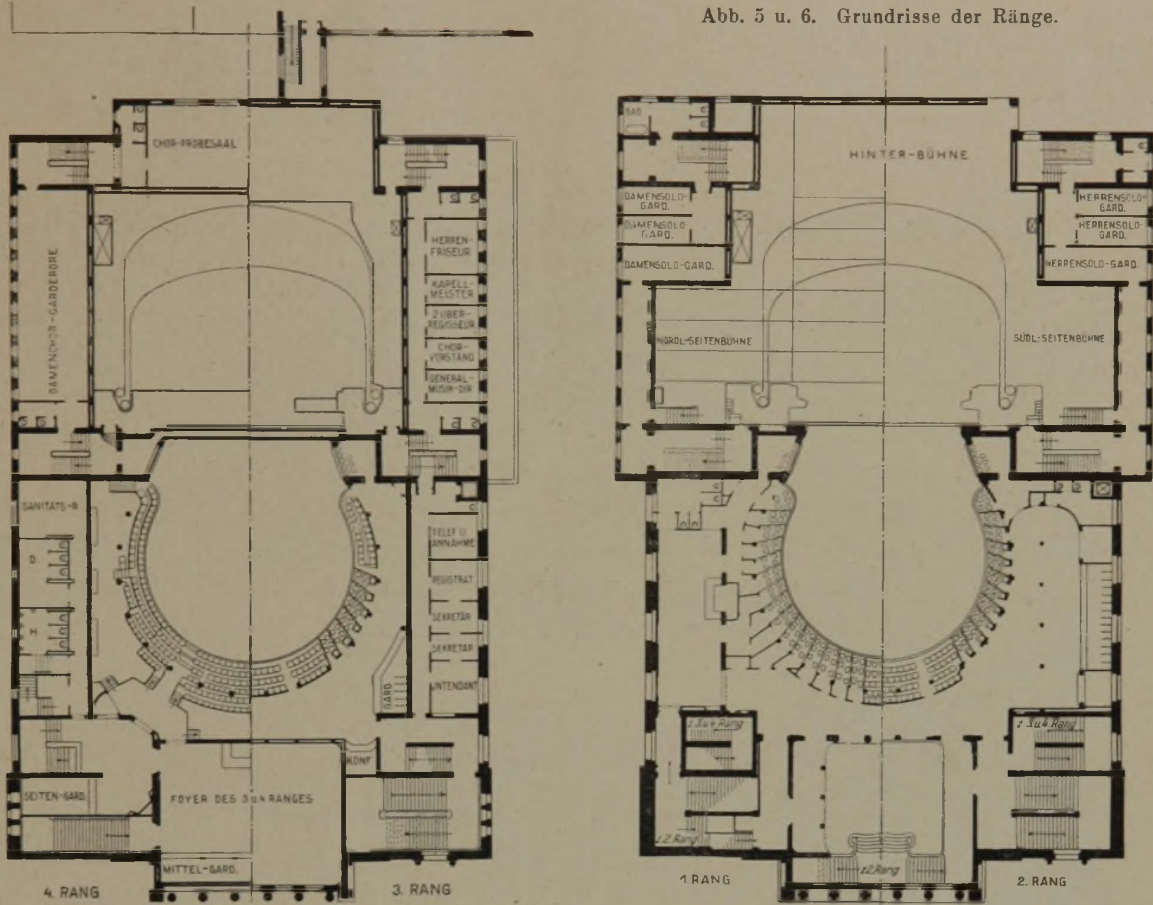 Abb. 5 u. 6. Grundrisse der Ränge.
CHOR-PROBESAAL
DAMENCHOR-GARDEROBE
HERREN-
FRISEUR
KAPELL-
MEISTER
2 OBER-
REGISSEUR
CHOR-
VORSTAND
GENERAL-
MUSIK-DIR
SANITÄTS-R
D
H
TELEF U
ANNAHME
REGISTRAT.
SEKRETÄR
SEKRETÄR
INTENDANT
GARD.
KONF
SEITEN-GARD.
FOYER DES 3 u 4 RANGES
MITTEL-GARD.
4. RANG
3. RANG
BAD
HINTER-BÜHNE
DAMENSOLO-
GARD.
DAMENSOLO-
GARD.
DAMENSOLO-GARD.
HERRENSOLO-
GARD.
HERRENSOLO-
GARD.
HERRENSOLO-GARD.
NÖRDL-SEITENBÜHNE
SÜDL-SEITENBÜHNE
z 3 u 4 Rang
z 3 u 4 Rang
z 2. Rang
z 2. Rang
1. RANG
2. RANG